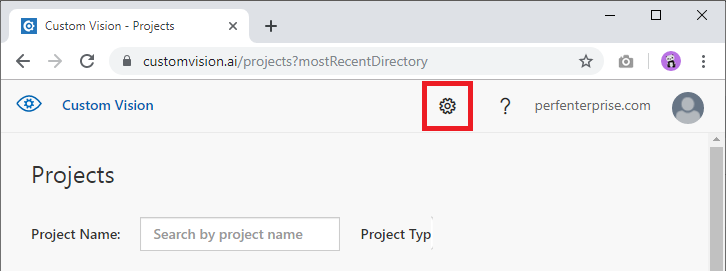 Custom Vision - Projects
customvision.ai/projects?mostRecentDirectory
Custom Vision ? perfenterprise.com
Projects
Project Name: Search by project name Project Typ